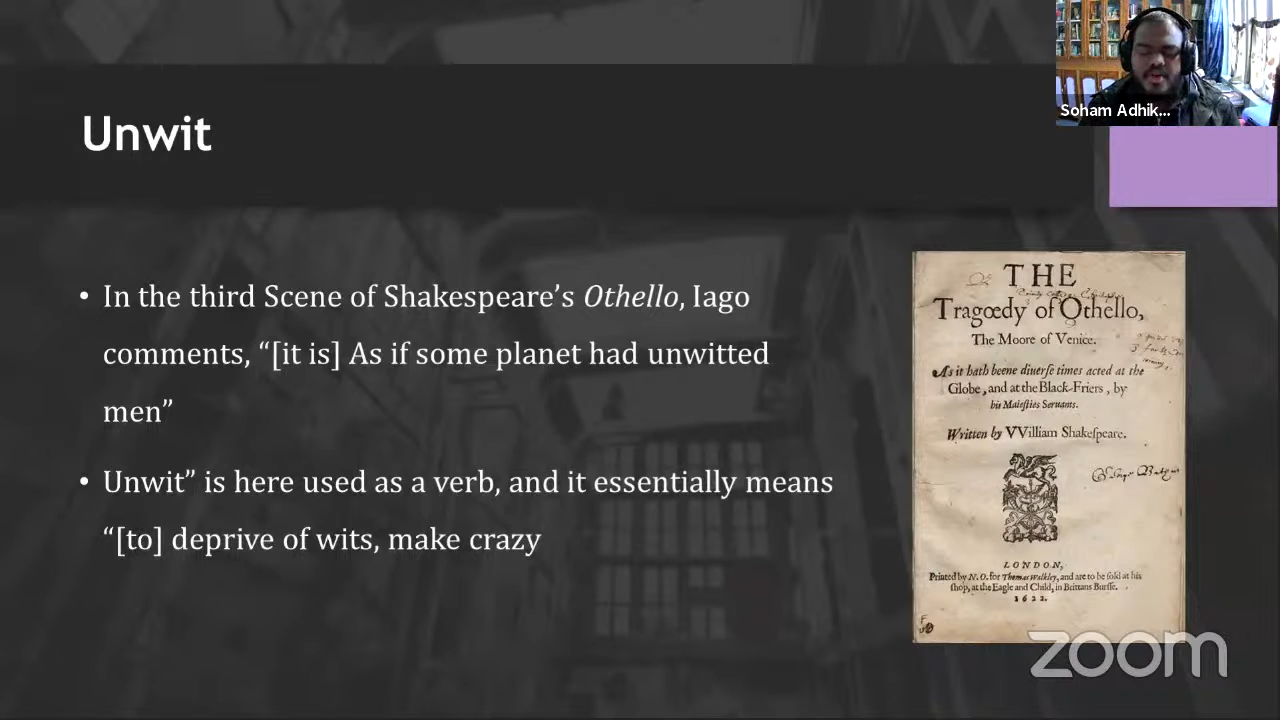 Soham Adhik...
Unwit
• In the third Scene of Shakespeare’s Othello, Iago
comments, “[it is] As if some planet had unwitted
men”
• Unwit” is here used as a verb, and it essentially means
“[to] deprive of wits, make crazy
THE
Tragœdy of Othello,
The Moore of Venice.
As it hath beene diuerse times acted at the
Globe, and at the Black-Friers, by
his Maiesties Seruants.
Written by VVilliam Shakespeare.
LONDON,
Printed by N. O. for Thomas Walkley, and are to be sold at his
shop, at the Eagle and Child, in Brittans Bursse.
1622.
zoom